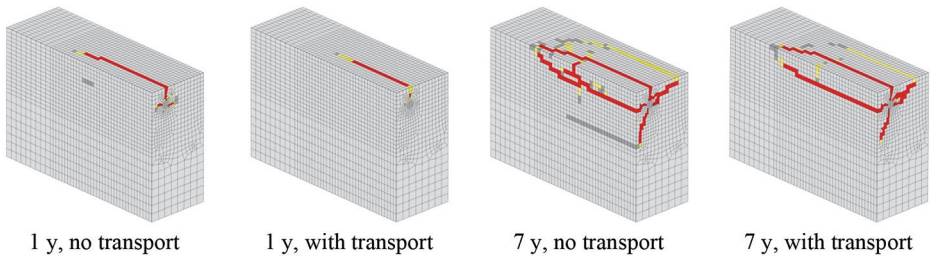 1 y, no transport
1 y, with transport
7 y, no transport
7 y, with transport